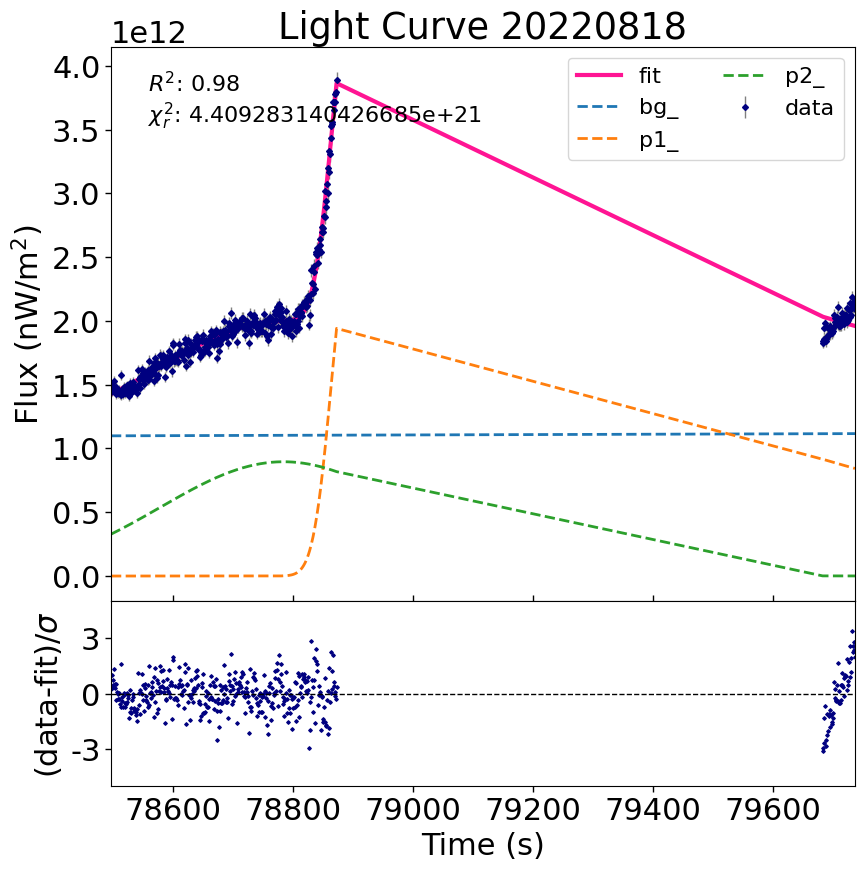 Light Curve 20220818
1e12
R²: 0.98
χ²ᵣ: 4.409283140426685e+21
fit
bg_
p1_
p2_
data
Flux (nW/m²)
4.0
3.5
3.0
2.5
2.0
1.5
1.0
0.5
0.0
(data-fit)/σ
3
0
-3
78600 78800 79000 79200 79400 79600
Time (s)